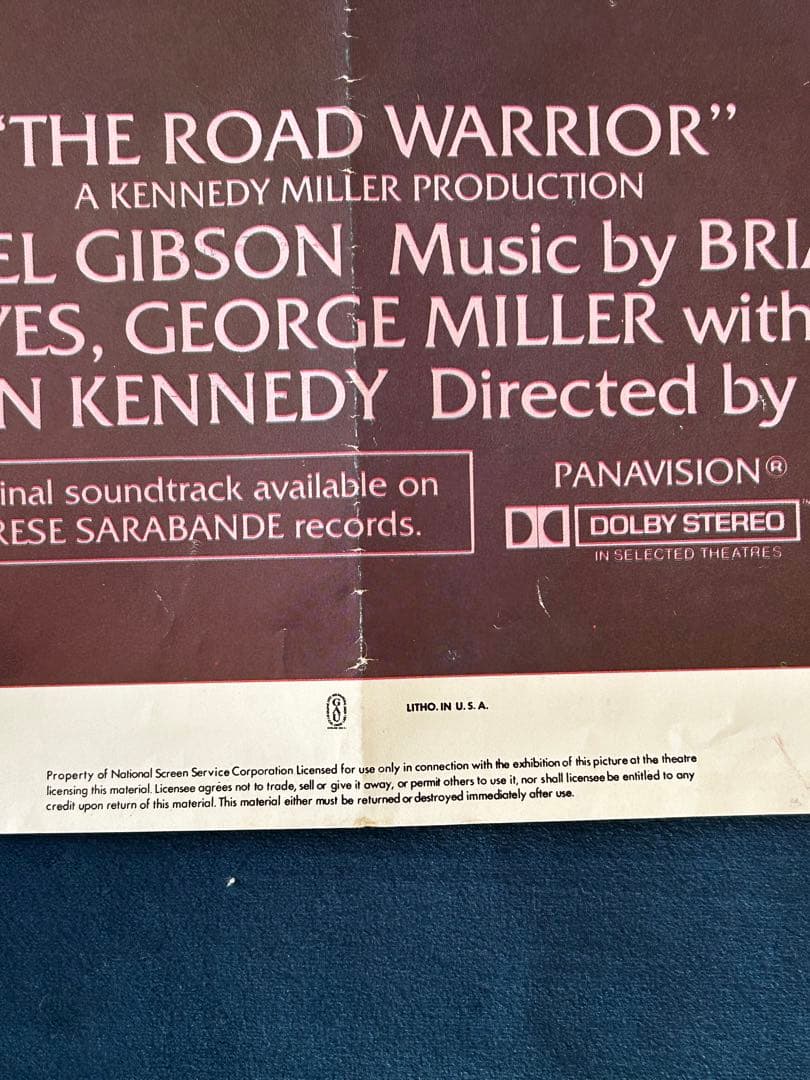 “THE ROAD WARRIOR”
A KENNEDY MILLER PRODUCTION
EL GIBSON Music by BRIA
YES, GEORGE MILLER with
N KENNEDY Directed by
inal soundtrack available on
RESE SARABANDE records.
PANAVISION®
DOLBY STEREO
IN SELECTED THEATRES
LITHO. IN U. S. A.
Property of National Screen Service Corporation Licensed for use only in connection with the exhibition of this picture at the theatre
licensing this material. Licensee agrees not to trade, sell or give it away, or permit others to use it, nor shall licensee be entitled to any
credit upon return of this material. This material either must be returned or destroyed immediately after use.